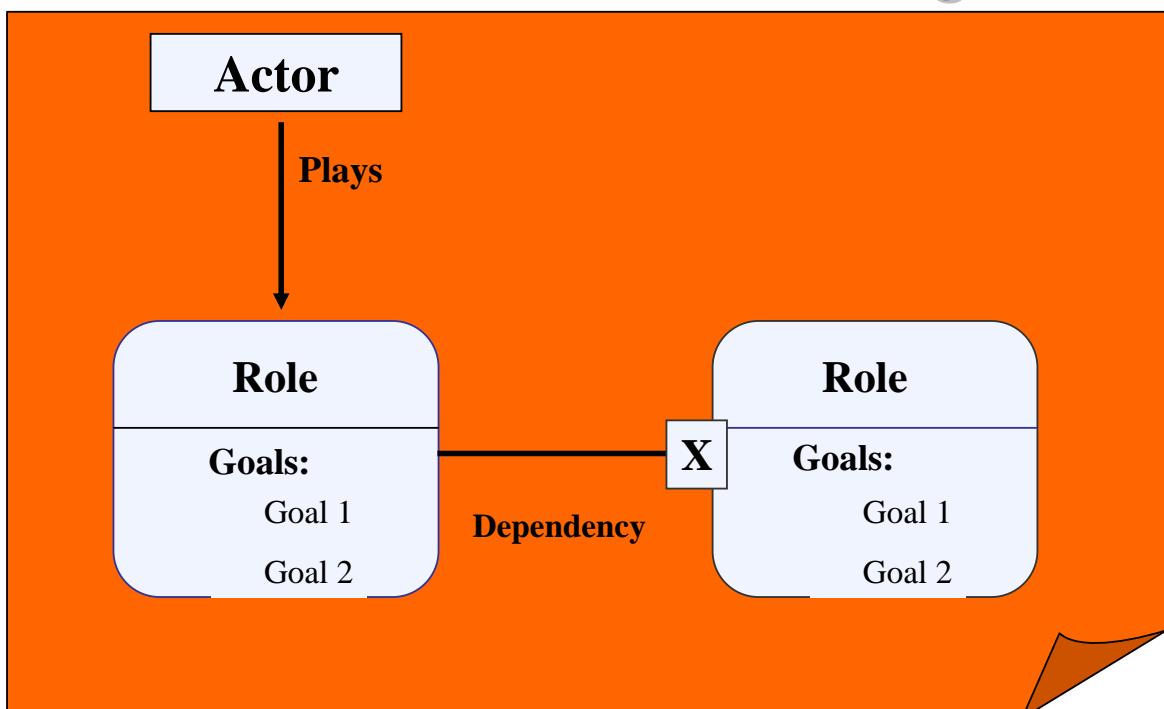 Actor
Plays
Role
Goals:
Goal 1
Goal 2
Dependency
X
Role
Goals:
Goal 1
Goal 2